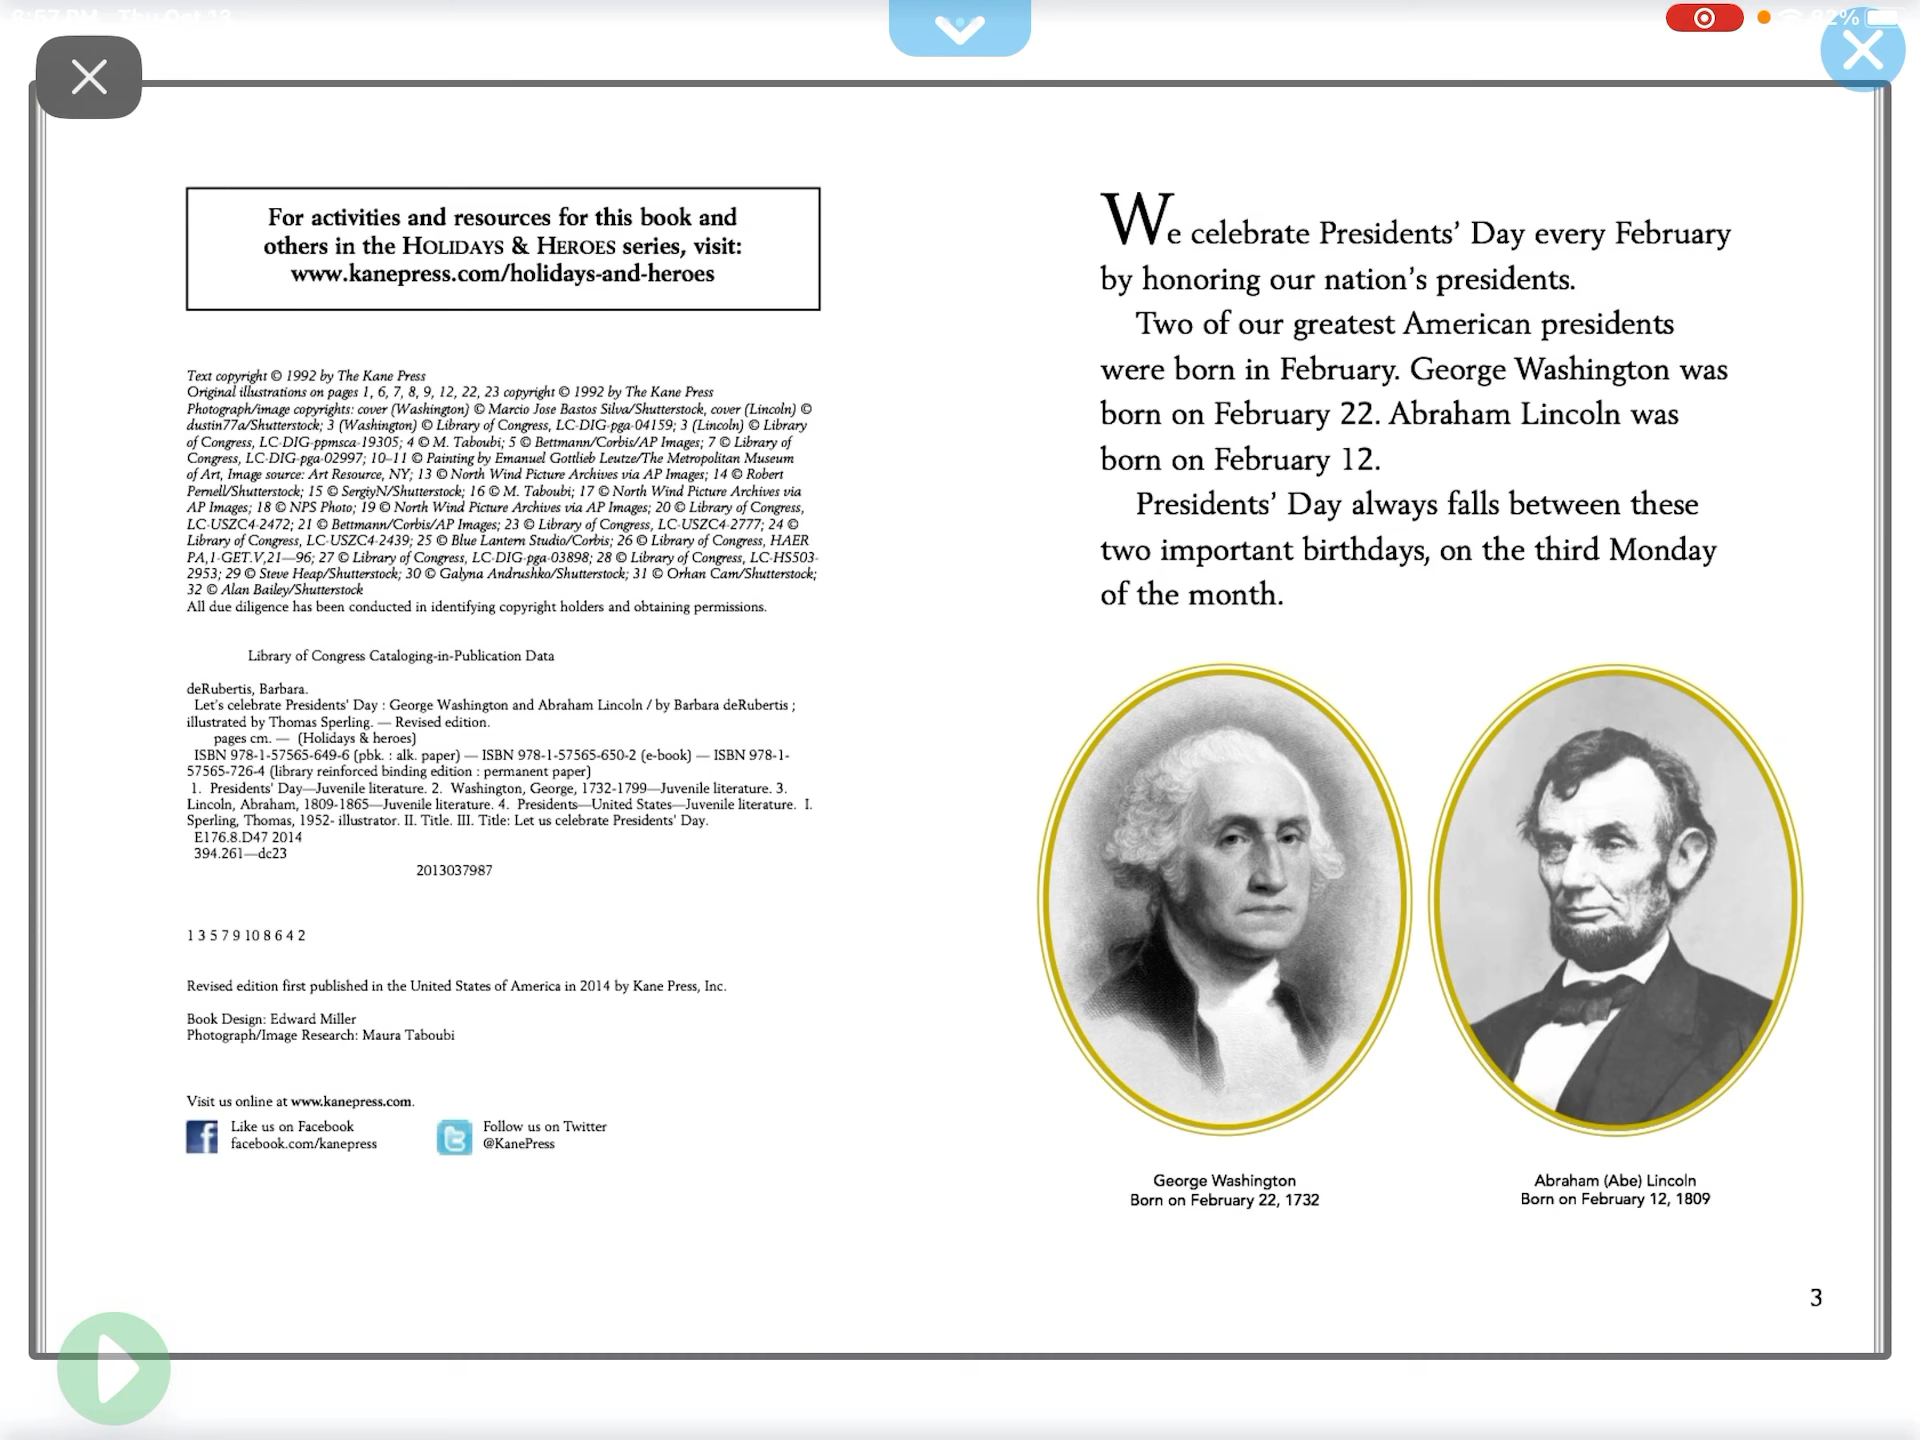 82%
For activities and resources for this book and
others in the HOLIDAYS & HEROES series, visit:
www.kanepress.com/holidays-and-heroes
Text copyright © 1992 by The Kane Press
Original illustrations on pages 1, 6, 7, 8, 9, 12, 22, 23 copyright © 1992 by The Kane Press
Photograph/image copyrights: cover (Washington) © Marcio Jose Bastos Silva/Shutterstock, cover (Lincoln) ©
dustin77a/Shutterstock; 3 (Washington) © Library of Congress, LC-DIG-pga-04159; 3 (Lincoln) © Library
of Congress, LC-DIG-ppmsca-19305; 4 © M. Taboubi; 5 © Bettmann/Corbis/AP Images; 7 © Library of
Congress, LC-DIG-pga-02997; 10–11 © Painting by Emanuel Gottlieb Leutze/The Metropolitan Museum
of Art, Image source: Art Resource, NY; 13 © North Wind Picture Archives via AP Images; 14 © Robert
Pernell/Shutterstock; 15 © SergiyN/Shutterstock; 16 © M. Taboubi; 17 © North Wind Picture Archives via
AP Images; 18 © NPS Photo; 19 © North Wind Picture Archives via AP Images; 20 © Library of Congress,
LC-USZC4-2472; 21 © Bettmann/Corbis/AP Images; 23 © Library of Congress, LC-USZC4-2777; 24 ©
Library of Congress, LC-USZC4-2439; 25 © Blue Lantern Studio/Corbis; 26 © Library of Congress, HAER
PA,1-GET.V,21—96; 27 © Library of Congress, LC-DIG-pga-03898; 28 © Library of Congress, LC-HS503-
2953; 29 © Steve Heap/Shutterstock; 30 © Galyna Andrushko/Shutterstock; 31 © Orhan Cam/Shutterstock;
32 © Alan Bailey/Shutterstock
All due diligence has been conducted in identifying copyright holders and obtaining permissions.
Library of Congress Cataloging-in-Publication Data
deRubertis, Barbara.
Let's celebrate Presidents' Day : George Washington and Abraham Lincoln / by Barbara deRubertis ;
illustrated by Thomas Sperling. — Revised edition.
pages cm. — (Holidays & heroes)
ISBN 978-1-57565-649-6 (pbk. : alk. paper) — ISBN 978-1-57565-650-2 (e-book) — ISBN 978-1-
57565-726-4 (library reinforced binding edition : permanent paper)
1. Presidents' Day—Juvenile literature. 2. Washington, George, 1732-1799—Juvenile literature. 3.
Lincoln, Abraham, 1809-1865—Juvenile literature. 4. Presidents—United States—Juvenile literature. I.
Sperling, Thomas, 1952- illustrator. II. Title. III. Title: Let us celebrate Presidents' Day.
E176.8.D47 2014
394.261—dc23
2013037987
1 3 5 7 9 10 8 6 4 2
Revised edition first published in the United States of America in 2014 by Kane Press, Inc.
Book Design: Edward Miller
Photograph/Image Research: Maura Taboubi
Visit us online at www.kanepress.com.
Like us on Facebook
facebook.com/kanepress
Follow us on Twitter
@KanePress
We celebrate Presidents' Day every February
by honoring our nation's presidents.
Two of our greatest American presidents
were born in February. George Washington was
born on February 22. Abraham Lincoln was
born on February 12.
Presidents' Day always falls between these
two important birthdays, on the third Monday
of the month.
George Washington
Born on February 22, 1732
Abraham (Abe) Lincoln
Born on February 12, 1809
3